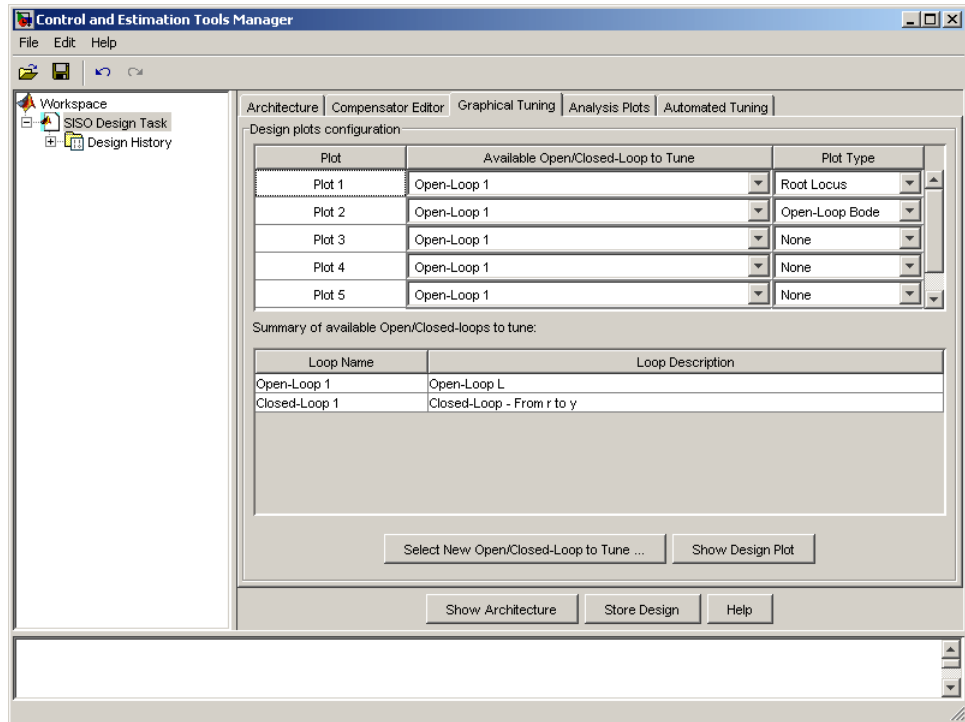 Control and Estimation Tools Manager
File Edit Help
Workspace
SISO Design Task
Design History
Architecture Compensator Editor Graphical Tuning Analysis Plots Automated Tuning
Design plots configuration
Plot Available Open/Closed-Loop to Tune Plot Type
Plot 1 Open-Loop 1 Root Locus
Plot 2 Open-Loop 1 Open-Loop Bode
Plot 3 Open-Loop 1 None
Plot 4 Open-Loop 1 None
Plot 5 Open-Loop 1 None
Summary of available Open/Closed-loops to tune:
Loop Name Loop Description
Open-Loop 1 Open-Loop L
Closed-Loop 1 Closed-Loop - From r to y
Select New Open/Closed-Loop to Tune ... Show Design Plot
Show Architecture Store Design Help